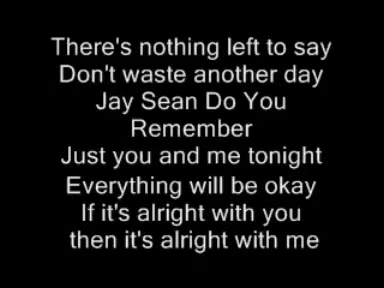 There's nothing left to say
Don't waste another day
Jay Sean Do You
Remember
Just you and me tonight
Everything will be okay
If it's alright with you
then it's alright with me